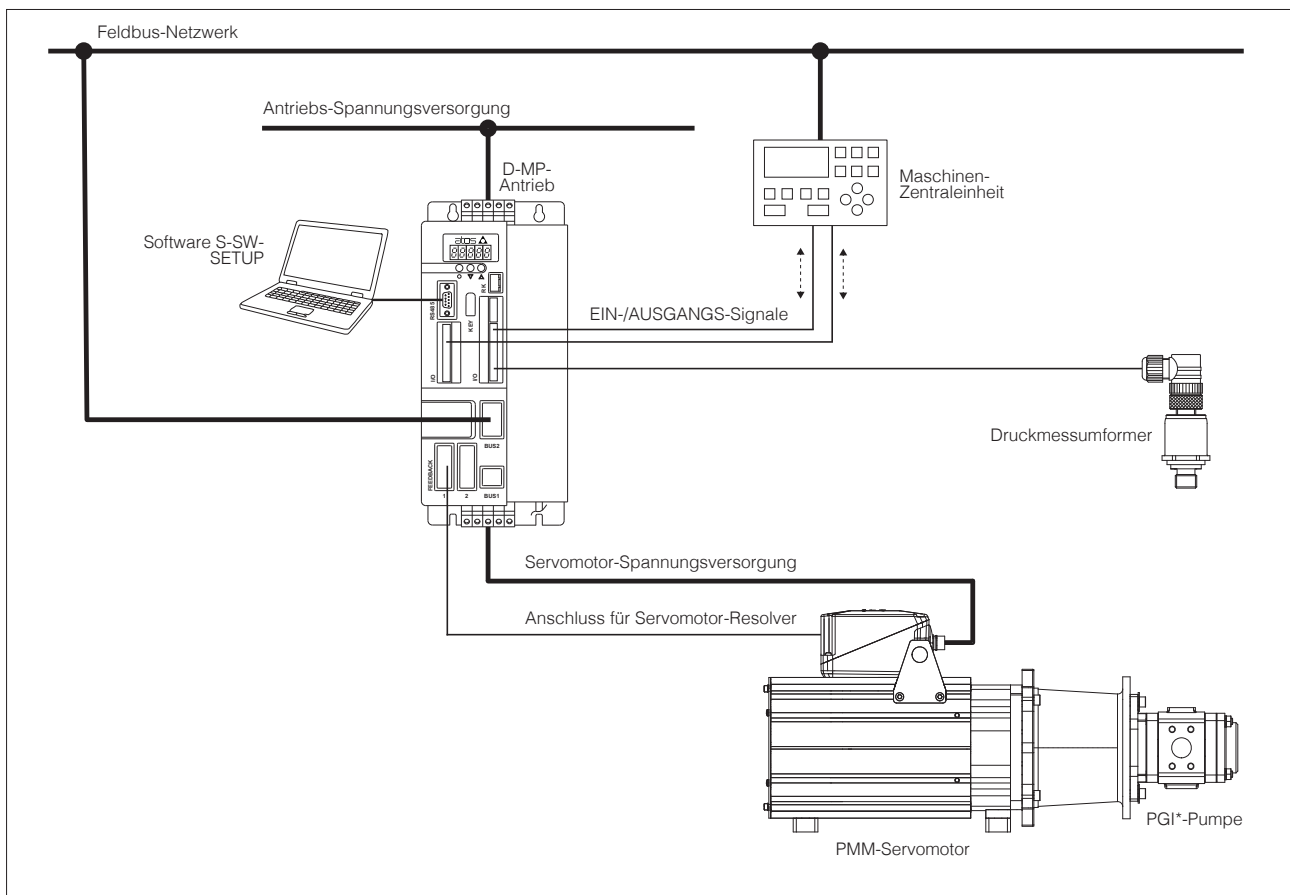 Feldbus-Netzwerk
Antriebs-Spannungsversorgung
D-MP-
Antrieb
Maschinen-
Zentraleinheit
Software S-SW-
SETUP
atos
RK
RS485
KEY
EIN-/AUSGANGS-Signale
I/O
I/O
Druckmessumformer
BUS2
FEEDBACK
1
2
BUS1
Servomotor-Spannungsversorgung
Anschluss für Servomotor-Resolver
PGI*-Pumpe
PMM-Servomotor